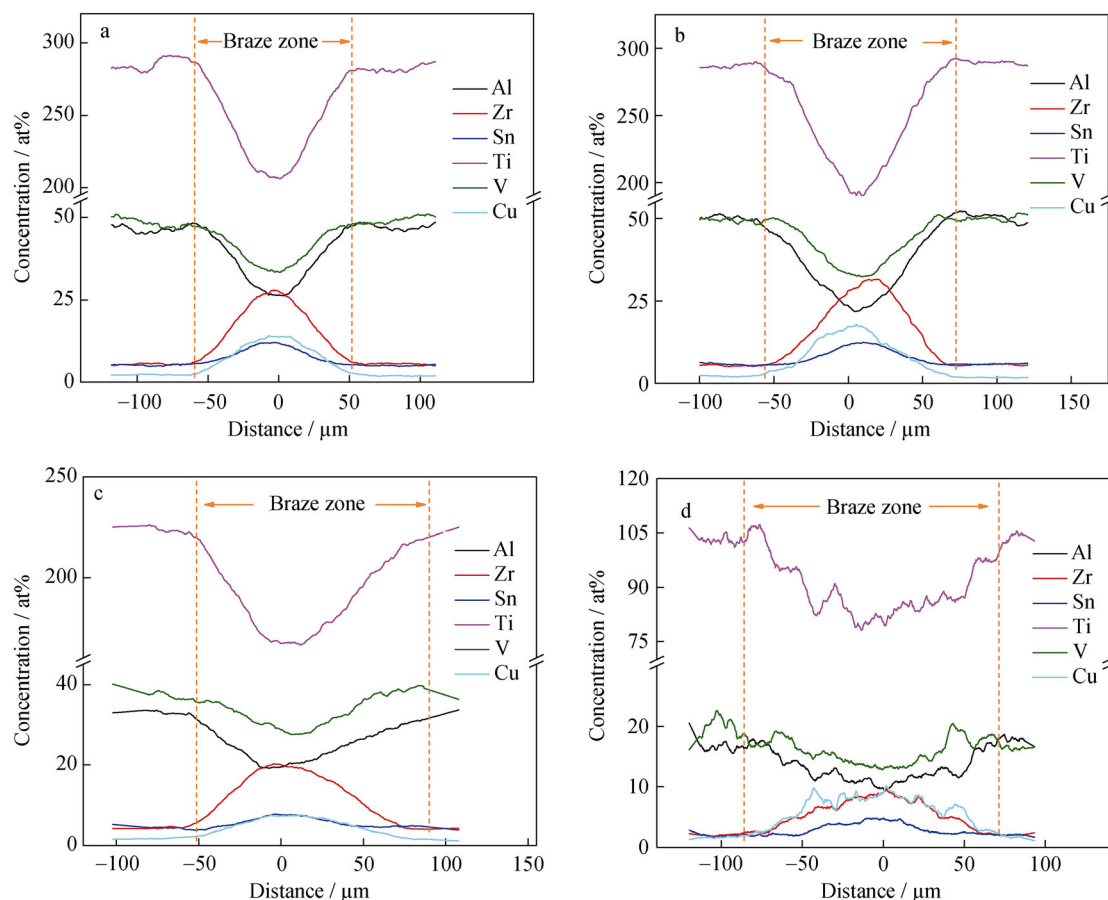 a
Braze zone
300
250
200
50
25
0
Concentration / at%
Al
Zr
Sn
Ti
V
Cu
−100 −50 0 50 100
Distance / µm
b
Braze zone
300
250
200
50
25
0
Concentration / at%
Al
Zr
Sn
Ti
V
Cu
−100 −50 0 50 100 150
Distance / µm
c
Braze zone
250
200
40
20
0
Concentration / at%
Al
Zr
Sn
Ti
V
Cu
−100 −50 0 50 100 150
Distance / µm
d
Braze zone
120
105
90
75
20
10
0
Concentration / at%
Al
Zr
Sn
Ti
V
Cu
−100 −50 0 50 100
Distance / µm